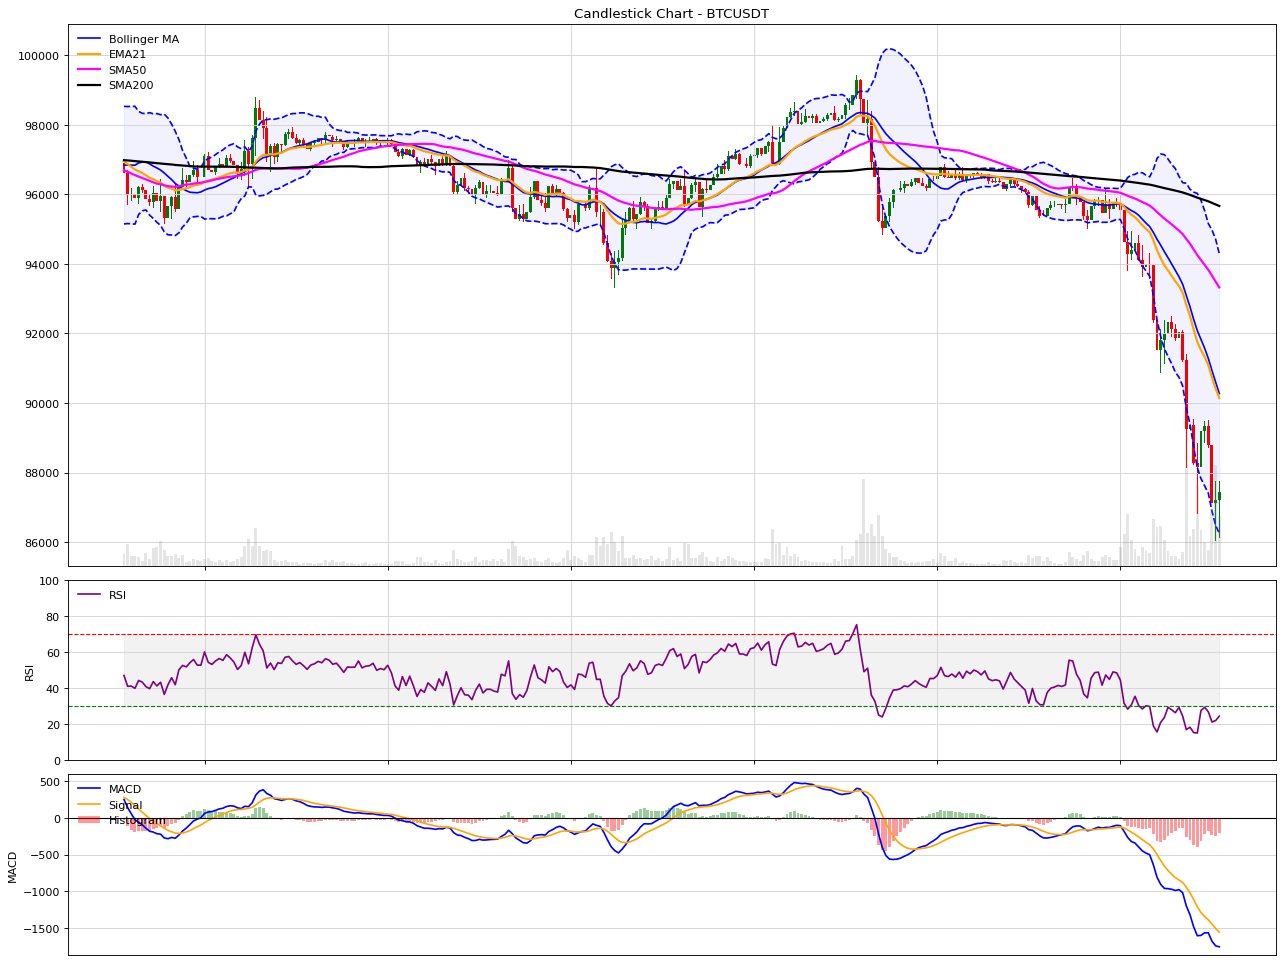 Candlestick Chart - BTCUSDT
Bollinger MA
EMA21
SMA50
SMA200
100000
98000
96000
94000
92000
90000
88000
86000
RSI
100
80
60
40
20
0
RSI
MACD
Signal
Histogram
500
0
−500
−1000
−1500
MACD